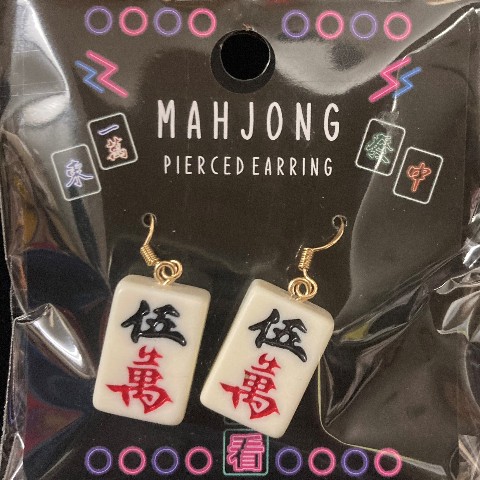 MAHJONG
PIERCED EARRING
一萬
東
發
中
伍萬
伍萬
看